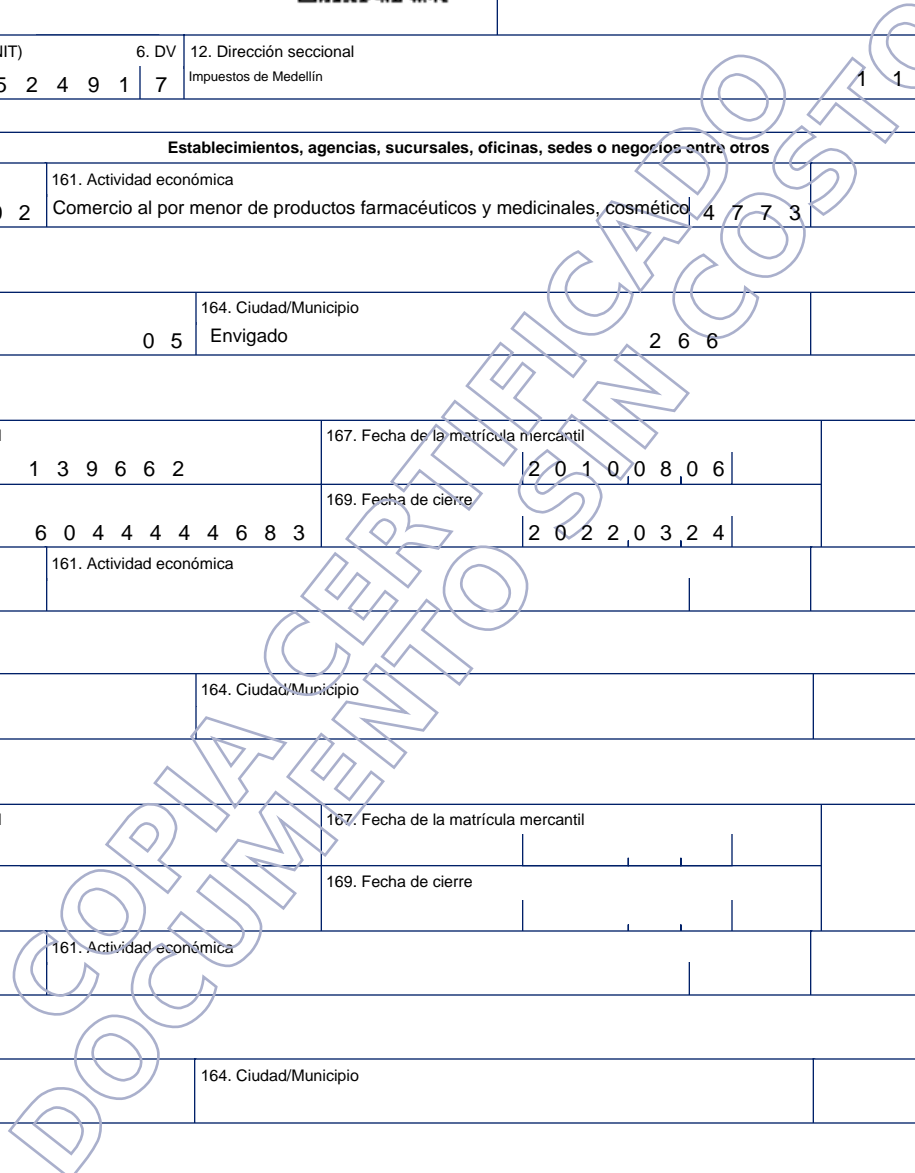 IIT) 6. DV 12. Dirección seccional
5 2 4 9 1 7 Impuestos de Medellín 1 1
Establecimientos, agencias, sucursales, oficinas, sedes o negocios entre otros
161. Actividad económica
0 2 Comercio al por menor de productos farmacéuticos y medicinales, cosmético 4 7 7 3
164. Ciudad/Municipio
0 5 Envigado 2 6 6
167. Fecha de la matrícula mercantil
1 3 9 6 6 2 2 0 1 0 0 8 0 6
169. Fecha de cierre
6 0 4 4 4 4 4 6 8 3 2 0 2 2 0 3 2 4
161. Actividad económica
164. Ciudad/Municipio
167. Fecha de la matrícula mercantil
169. Fecha de cierre
161. Actividad económica
164. Ciudad/Municipio
COPIA CERTIFICADO
DOCUMENTO SIN COSTO